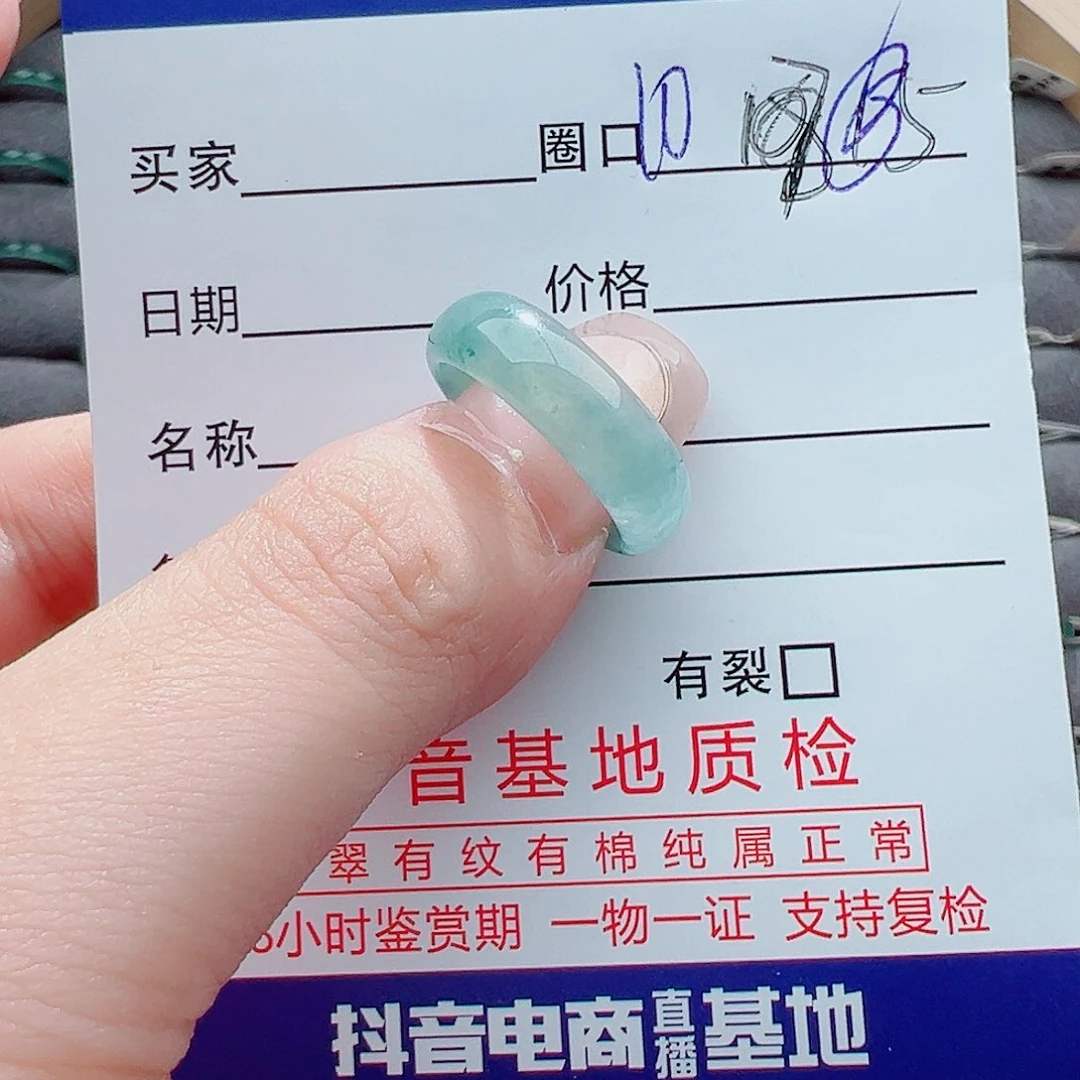 买家 圈口 10
日期 价格
名称
有裂
音基地质检
翠有纹有棉纯属正常
小时鉴赏期 一物一证 支持复检
抖音电商直播基地